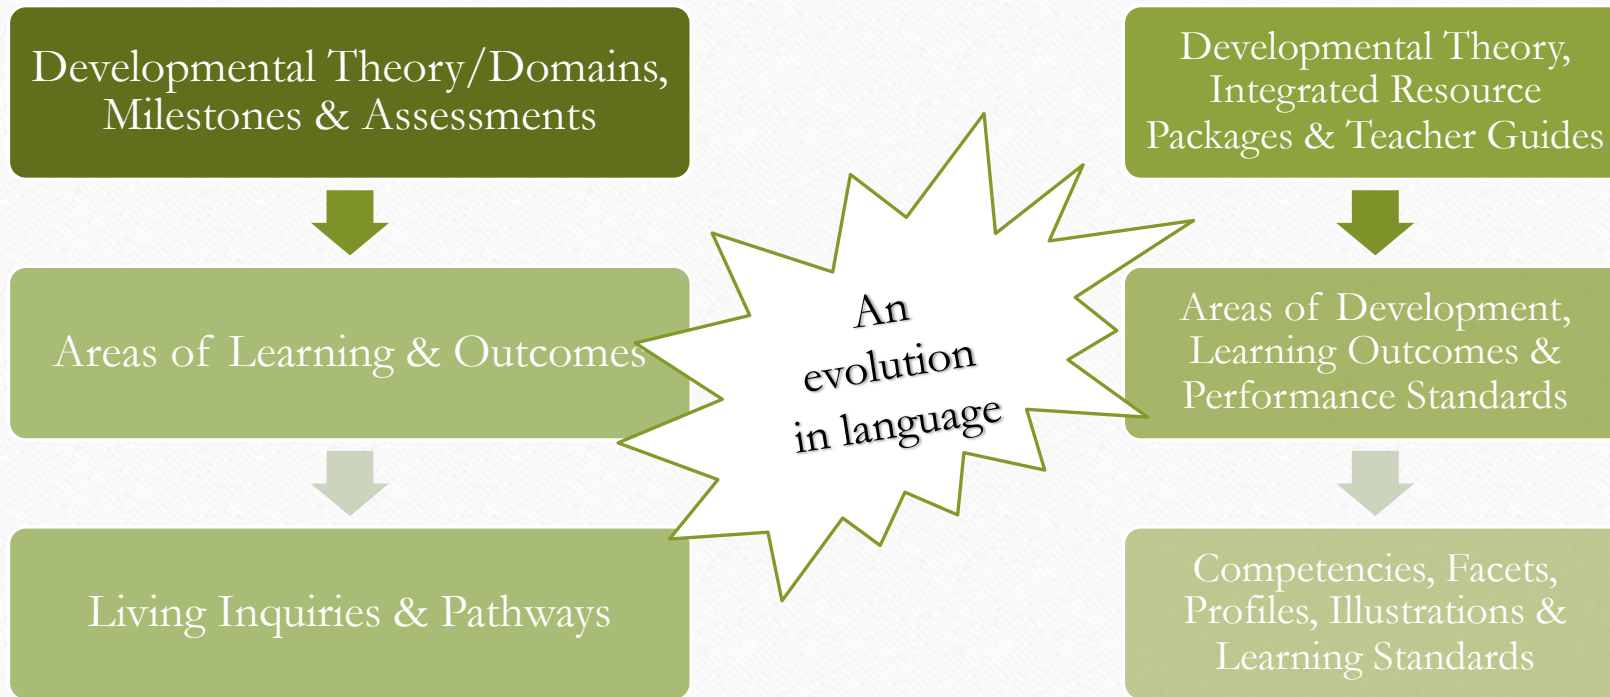 Developmental Theory/Domains,
Milestones & Assessments
Areas of Learning & Outcomes
Living Inquiries & Pathways
An
evolution
in language
Developmental Theory,
Integrated Resource
Packages & Teacher Guides
Areas of Development,
Learning Outcomes &
Performance Standards
Competencies, Facets,
Profiles, Illustrations &
Learning Standards